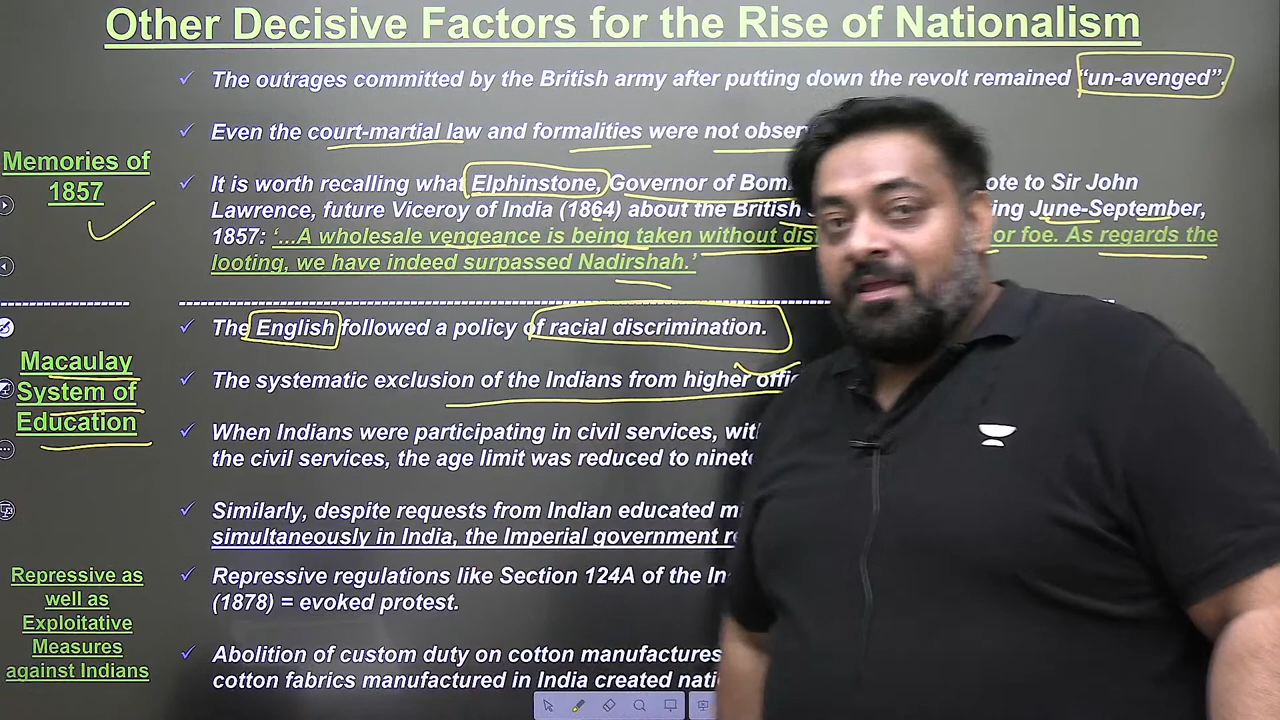 Other Decisive Factors for the Rise of Nationalism
The outrages committed by the British army after putting down the revolt remained “un-avenged”.
Even the court-martial law and formalities were not obser
Memories of
1857
It is worth recalling what Elphinstone, Governor of Bom ote to Sir John
Lawrence, future Viceroy of India (1864) about the British ing June-September,
1857: ‘...A wholesale vengeance is being taken without dis or foe. As regards the
looting, we have indeed surpassed Nadirshah.’
The English followed a policy of racial discrimination.
Macaulay
System of
Education
The systematic exclusion of the Indians from higher offic
When Indians were participating in civil services, wit
the civil services, the age limit was reduced to ninete
Similarly, despite requests from Indian educated mi
simultaneously in India, the Imperial government re
Repressive as
well as
Exploitative
Measures
against Indians
Repressive regulations like Section 124A of the In
(1878) = evoked protest.
Abolition of custom duty on cotton manufactures
cotton fabrics manufactured in India created nati